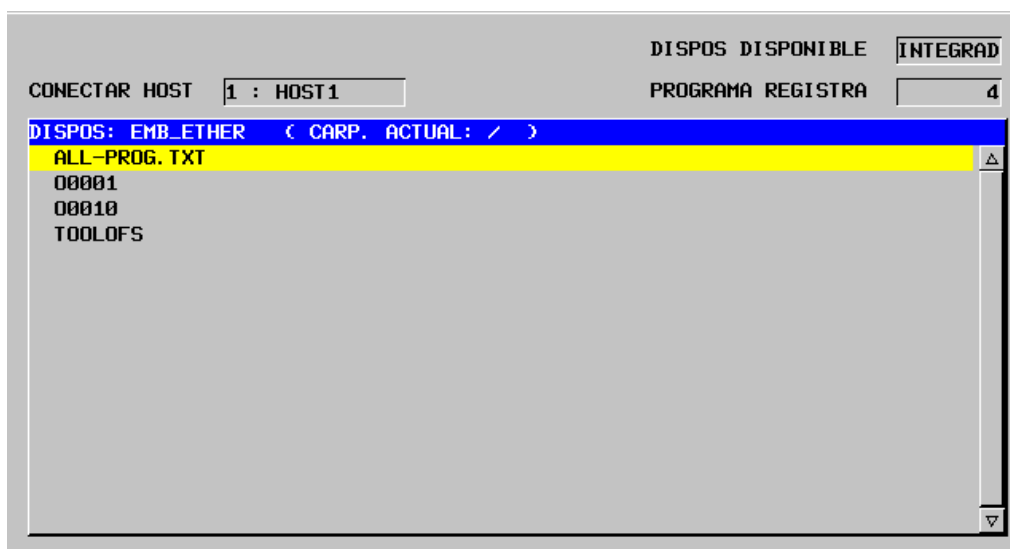 DISPOS DISPONIBLE INTEGRAD
CONECTAR HOST 1 : HOST1 PROGRAMA REGISTRA 4
DISPOS: EMB_ETHER ( CARP. ACTUAL: / )
ALL-PROG.TXT
O0001
O0010
TOOLOFS